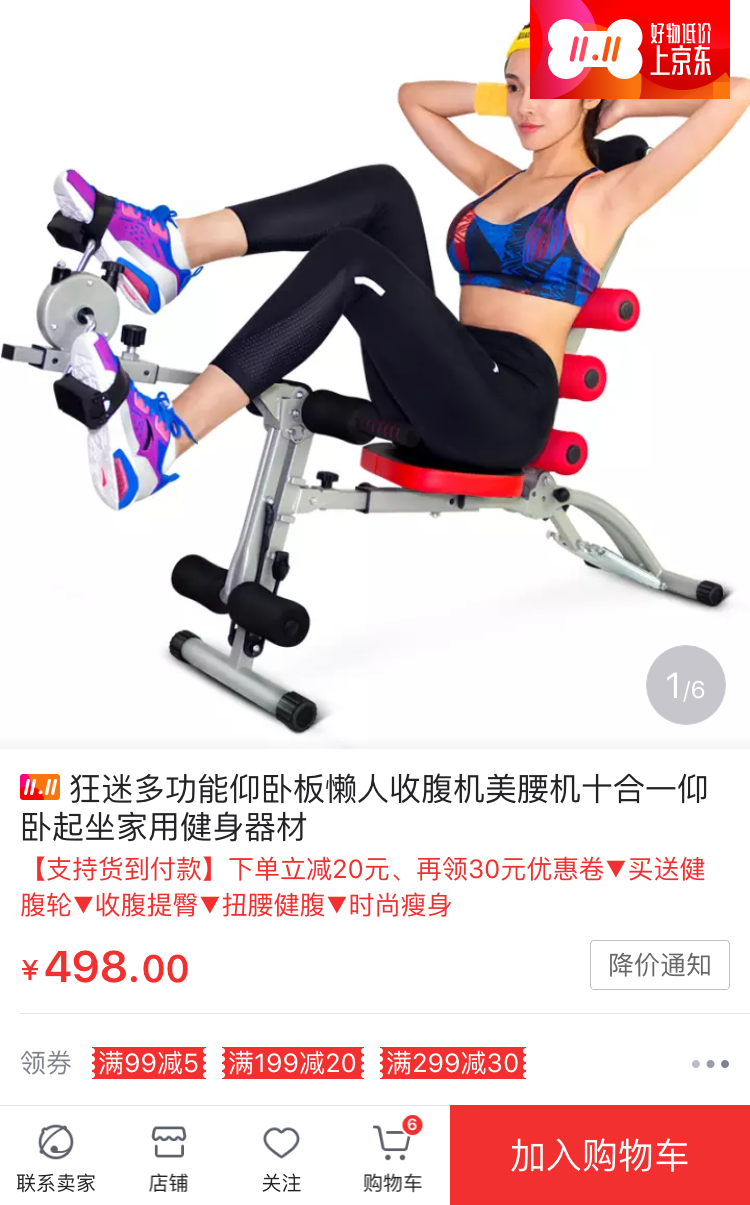 11.11
好物低价
上京东
1/6
11.11 狂迷多功能仰卧板懒人收腹机美腰机十合一仰
卧起坐家用健身器材
【支持货到付款】下单立减20元、再领30元优惠卷▼买送健
腹轮▼收腹提臀▼扭腰健腹▼时尚瘦身
¥498.00
降价通知
领券 满99减5 满199减20 满299减30
6
联系卖家 店铺 关注 购物车
加入购物车